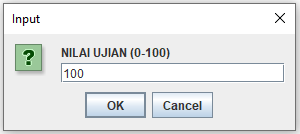 Input
NILAI UJIAN (0-100)
100
OK Cancel